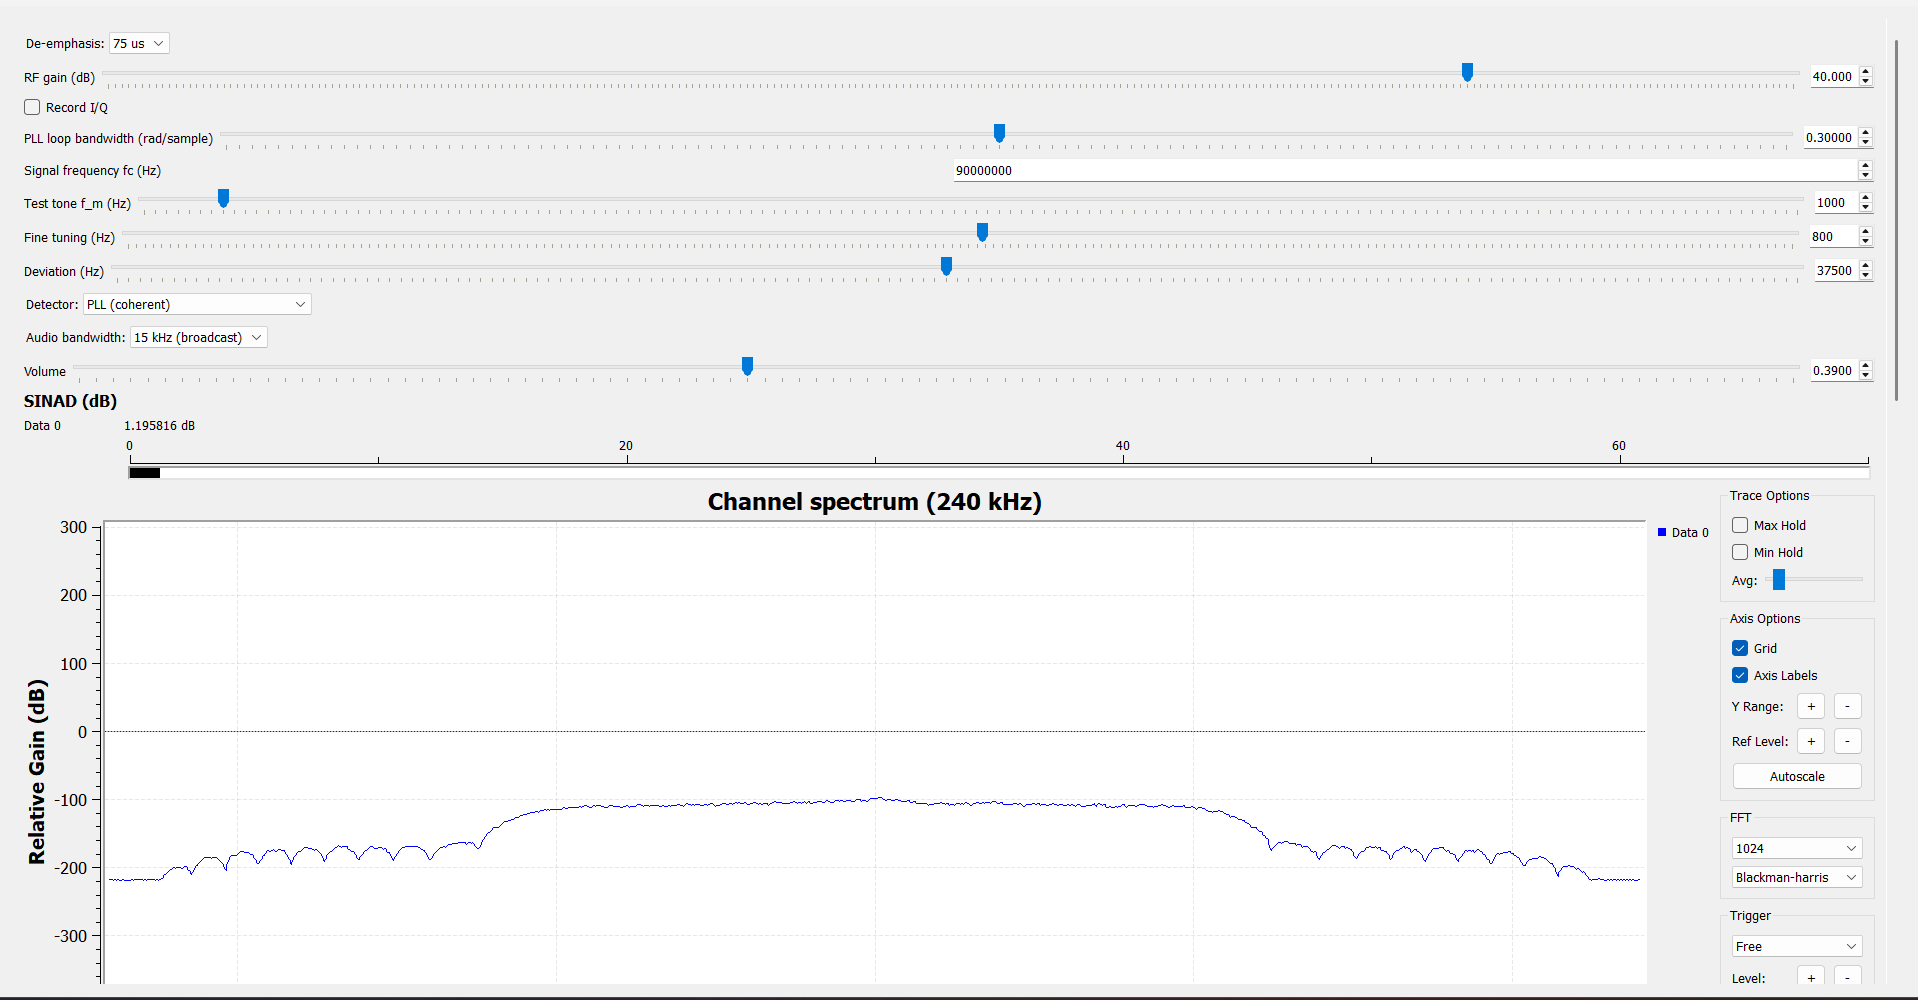 De-emphasis: 75 us
RF gain (dB) 40.000
Record I/Q
PLL loop bandwidth (rad/sample) 0.30000
Signal frequency fc (Hz) 90000000
Test tone f_m (Hz) 1000
Fine tuning (Hz) 800
Deviation (Hz) 37500
Detector: PLL (coherent)
Audio bandwidth: 15 kHz (broadcast)
Volume 0.3900
SINAD (dB)
Data 0 1.195816 dB
0 20 40 60
Channel spectrum (240 kHz)
300
200
100
0
-100
-200
-300
Relative Gain (dB)
Data 0
Trace Options
Max Hold
Min Hold
Avg:
Axis Options
Grid
Axis Labels
Y Range: + -
Ref Level: + -
Autoscale
FFT
1024
Blackman-harris
Trigger
Free
Level: + -